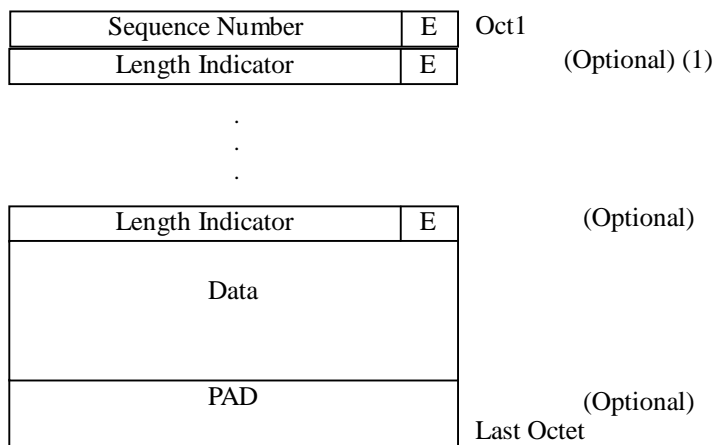 Sequence Number E Oct1
Length Indicator E (Optional) (1)
.
.
.
Length Indicator E (Optional)
Data
PAD (Optional)
Last Octet